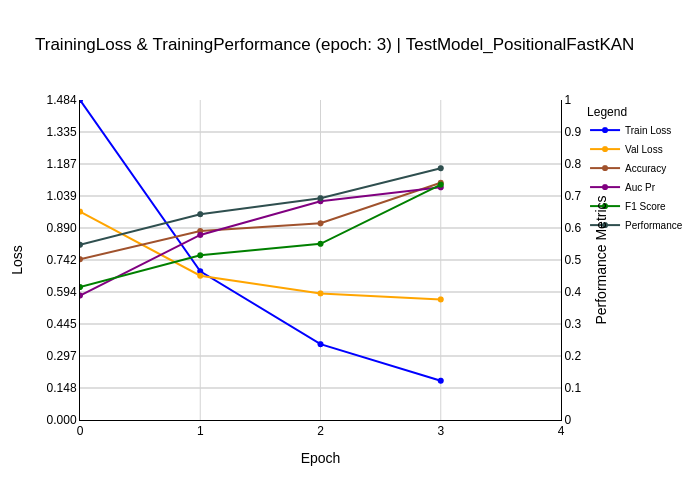 TrainingLoss & TrainingPerformance (epoch: 3) | TestModel_PositionalFastKAN
Loss
1.484
1.335
1.187
1.039
0.890
0.742
0.594
0.445
0.297
0.148
0.000
0
1
2
3
4
Epoch
1
0.9
0.8
0.7
0.6
0.5
0.4
0.3
0.2
0.1
0
Performance Metrics
Legend
Train Loss
Val Loss
Accuracy
Auc Pr
F1 Score
Performance